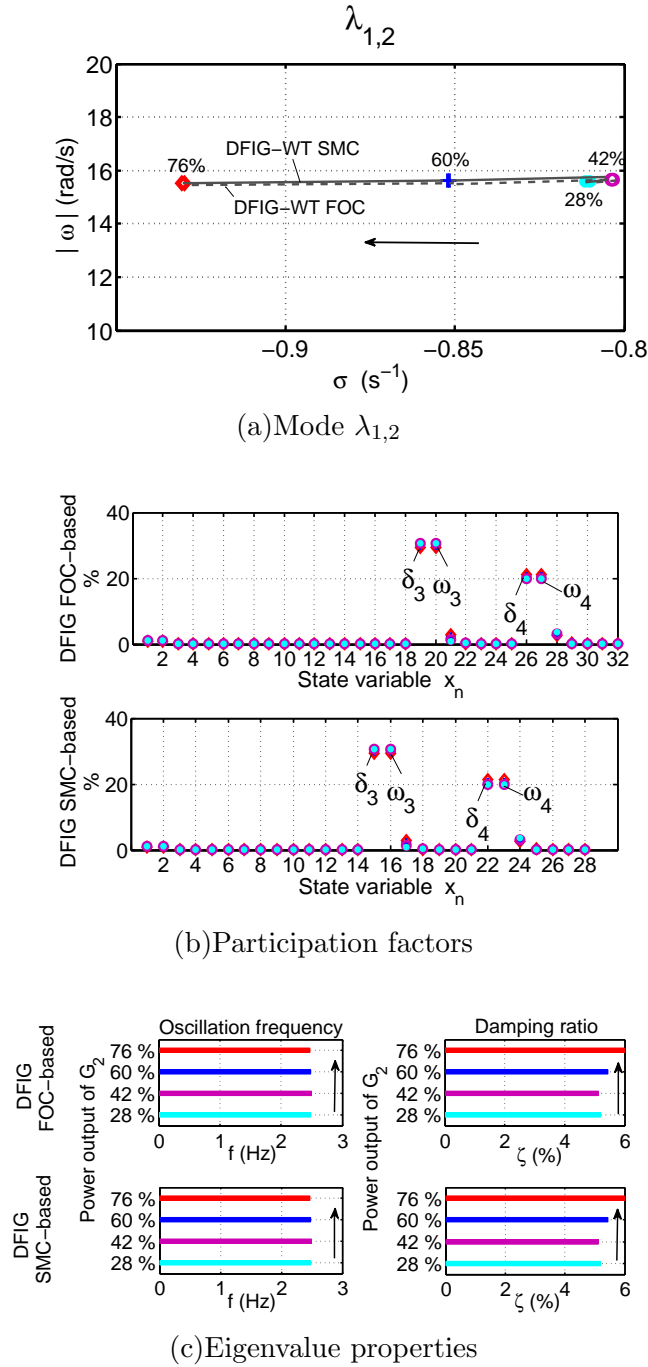 λ1,2
20
18
16
14
12
10
| ω | (rad/s)
76%
DFIG−WT SMC
60%
42%
DFIG−WT FOC
28%
−0.9
−0.85
−0.8
σ (s⁻¹)
(a)Mode λ1,2
DFIG FOC−based
%
40
20
0
δ3
ω3
δ4
ω4
2 4 6 8 10 12 14 16 18 20 22 24 26 28 30 32
State variable x_n
DFIG SMC−based
%
40
20
0
δ3
ω3
δ4
ω4
2 4 6 8 10 12 14 16 18 20 22 24 26 28
State variable x_n
(b)Participation factors
DFIG
FOC−based
Power output of G2
Oscillation frequency
76 %
60 %
42 %
28 %
0 1 2 3
f (Hz)
Power output of G2
Damping ratio
76 %
60 %
42 %
28 %
0 2 4 6
ζ (%)
DFIG
SMC−based
76 %
60 %
42 %
28 %
0 1 2 3
f (Hz)
76 %
60 %
42 %
28 %
0 2 4 6
ζ (%)
(c)Eigenvalue properties